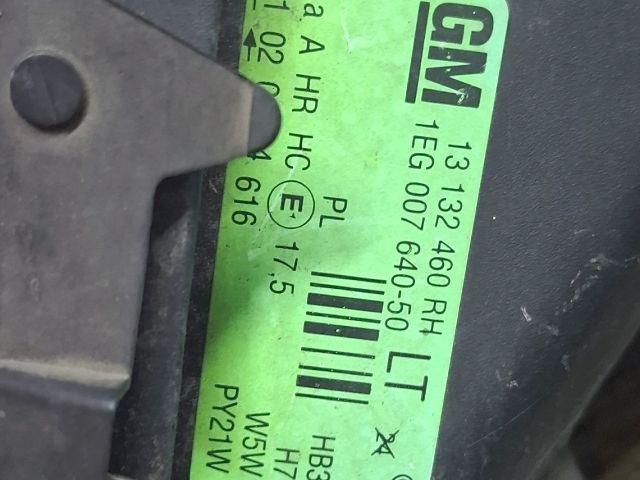 GM
13 132 460 RH
1EG 007 640-50 LT
PL
a A HR HC E 17,5
02 616
HB3
H7
W5W
PY21W